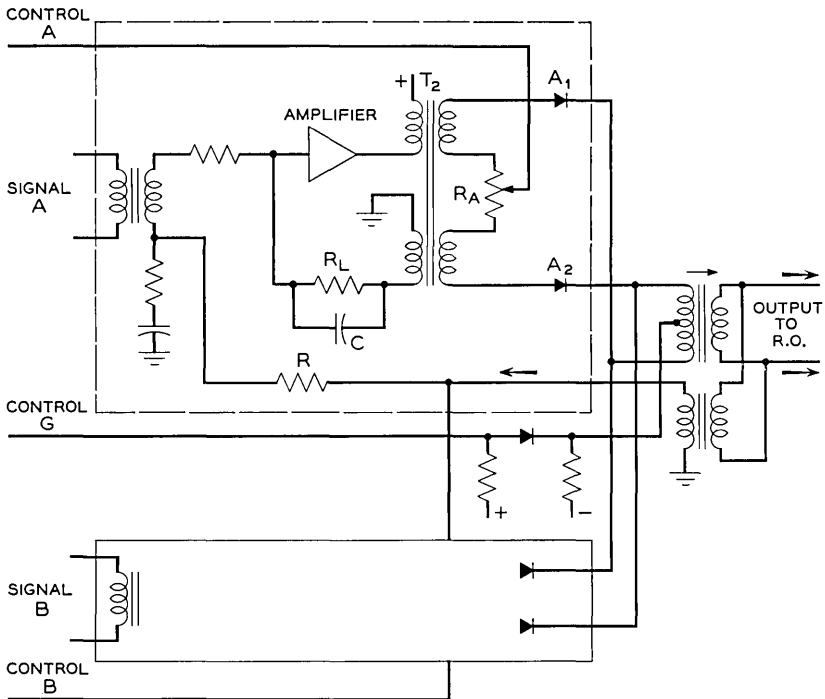 CONTROL
A
+ T2
A1
AMPLIFIER
SIGNAL
A
RA
RL
A2
C
OUTPUT
TO
R.O.
R
CONTROL
G
+
−
SIGNAL
B
CONTROL
B